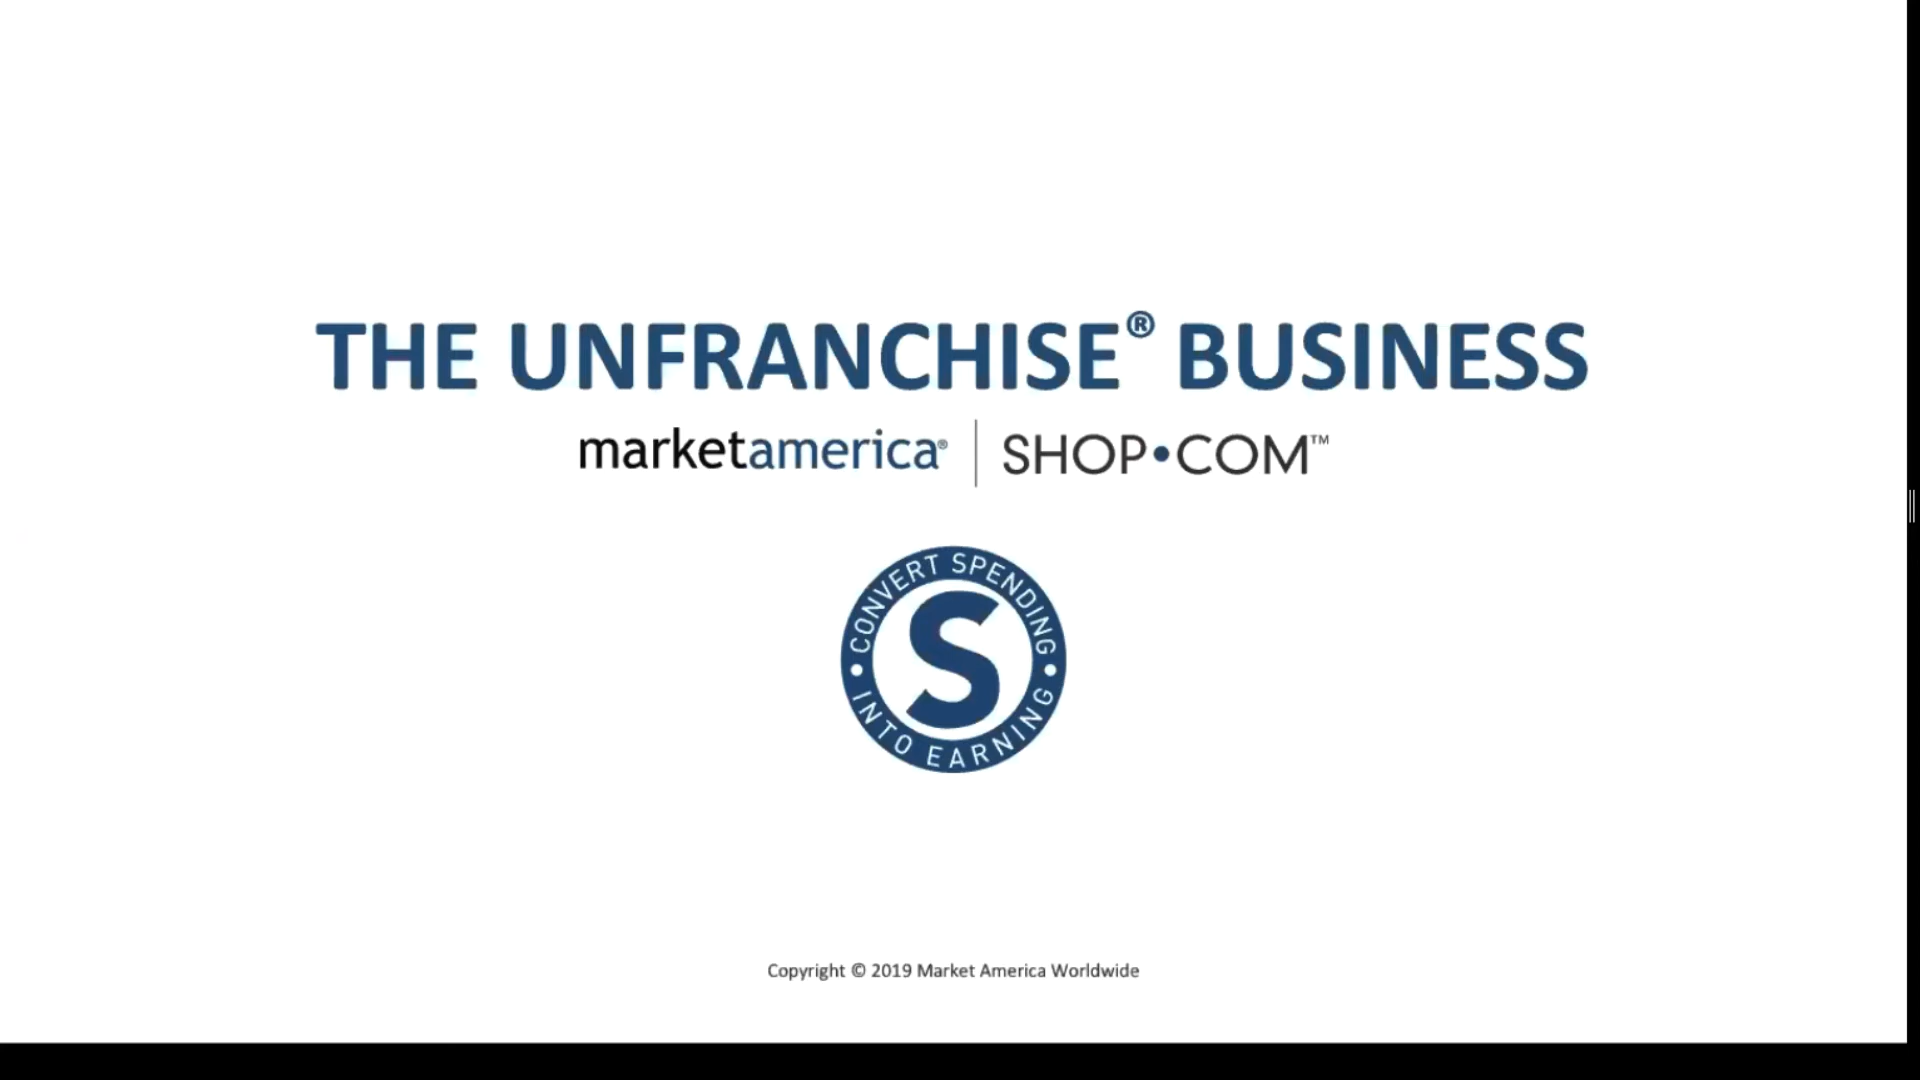 THE UNFRANCHISE® BUSINESS
marketamerica® | SHOP•COM™
• CONVERT SPENDING •
S
INTO EARNING
Copyright © 2019 Market America Worldwide